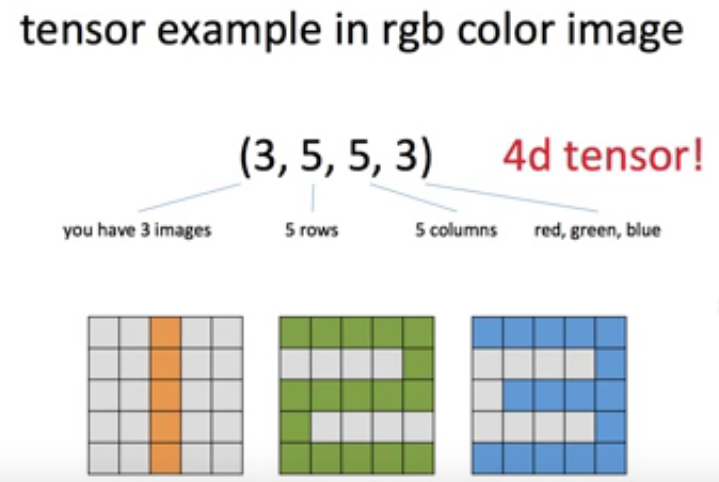 tensor example in rgb color image
(3, 5, 5, 3) 4d tensor!
you have 3 images 5 rows 5 columns red, green, blue